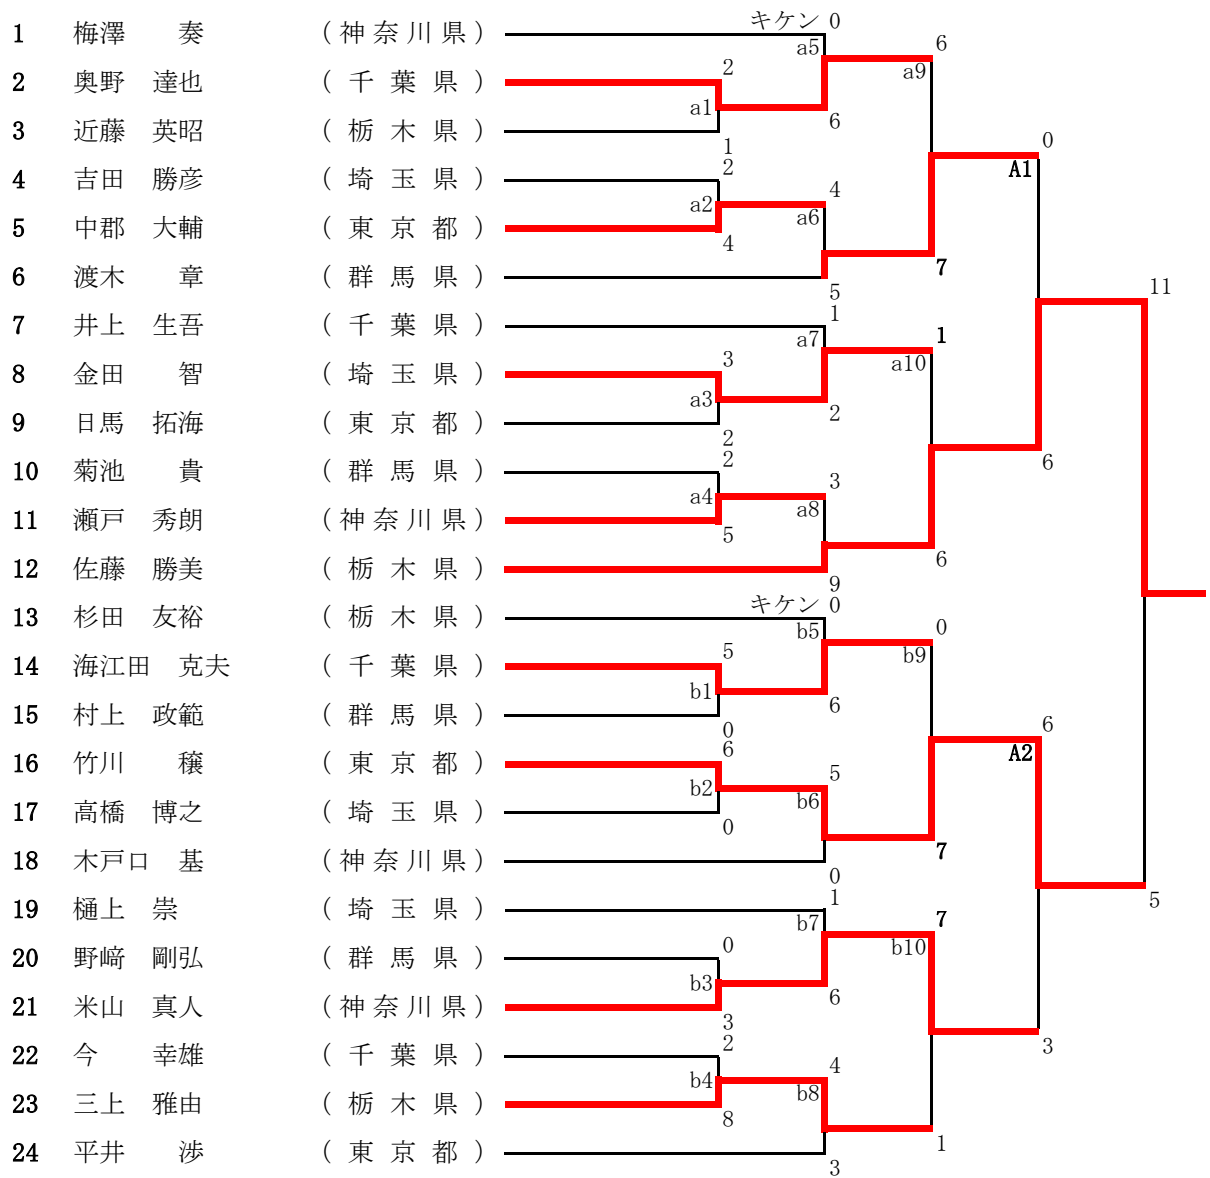 1 梅澤 奏 (神奈川県) キケン 0
a5 6
2 奥野 達也 (千葉県) 2 a9
a1 6
3 近藤 英昭 (栃木県) 1 0
4 吉田 勝彦 (埼玉県) 2 4 A1
a2 a6
5 中郡 大輔 (東京都) 4
6 渡木 章 (群馬県) 5 7 11
7 井上 生吾 (千葉県) 1 1
a7 a10
8 金田 智 (埼玉県) 3
a3 2
9 日馬 拓海 (東京都) 2
10 菊池 貴 (群馬県) 2 3 6
a4 a8
11 瀬戸 秀朗 (神奈川県) 5 6
12 佐藤 勝美 (栃木県) 9
13 杉田 友裕 (栃木県) キケン 0
b5 0
14 海江田 克夫 (千葉県) 5 b9
b1 6
15 村上 政範 (群馬県) 0 6
16 竹川 穣 (東京都) 6 5 A2
b2 b6
17 高橋 博之 (埼玉県) 0
18 木戸口 基 (神奈川県) 0 7
19 樋上 崇 (埼玉県) 1 7 5
b7 b10
20 野﨑 剛弘 (群馬県) 0
b3 6
21 米山 真人 (神奈川県) 3
22 今 幸雄 (千葉県) 2 4 3
b4 b8
23 三上 雅由 (栃木県) 8
24 平井 渉 (東京都) 3 1